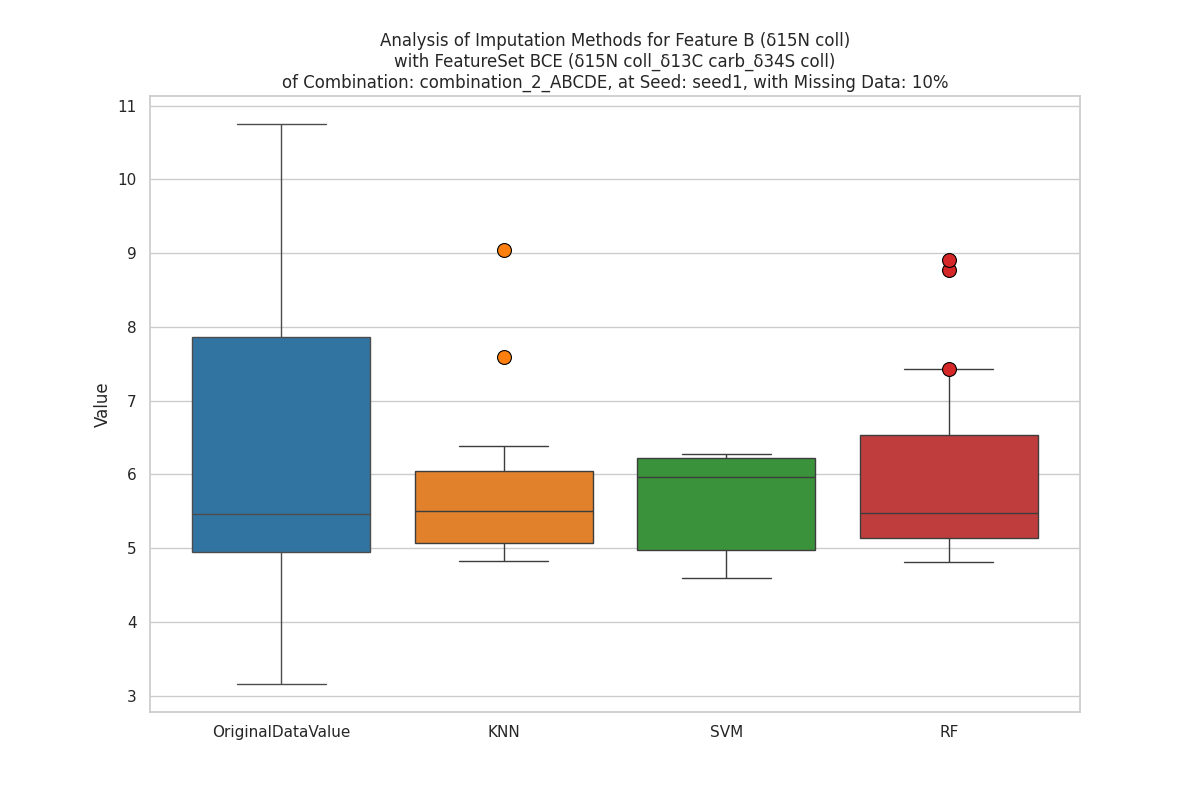 Analysis of Imputation Methods for Feature B (δ15N coll)
with FeatureSet BCE (δ15N coll_δ13C carb_δ34S coll)
of Combination: combination_2_ABCDE, at Seed: seed1, with Missing Data: 10%
11
10
9
8
7
6
5
4
3
Value
OriginalDataValue
KNN
SVM
RF